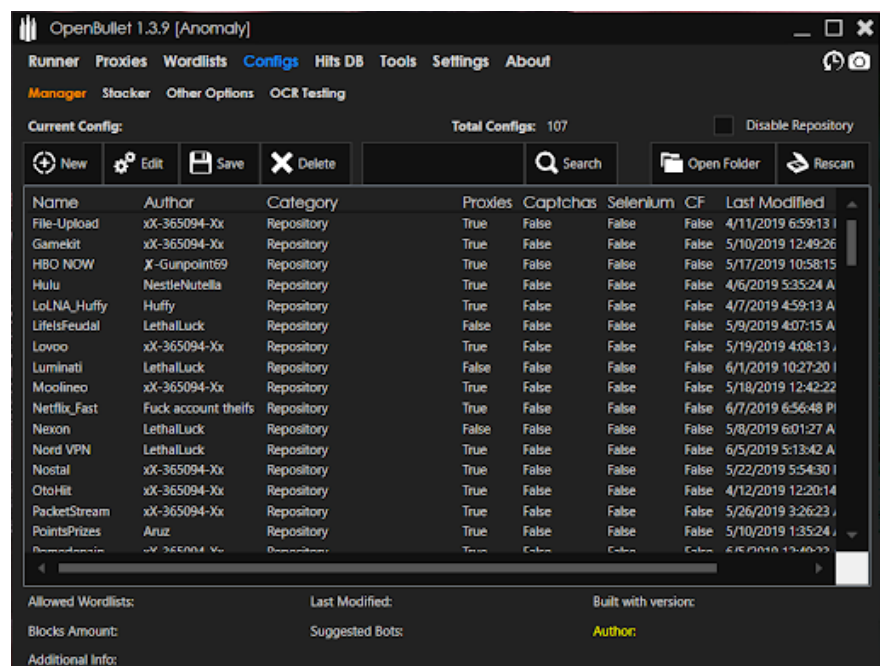 OpenBullet 1.3.9 [Anomaly]
Runner Proxies Wordlists Configs Hits DB Tools Settings About
Manager Stacker Other Options OCR Testing
Current Config: Total Configs: 107 Disable Repository
New Edit Save Delete Search Open Folder Rescan
Name Author Category Proxies Captchas Selenium CF Last Modified
File-Upload xX-365094-Xx Repository True False False False 4/11/2019 6:59:13
Gamekit xX-365094-Xx Repository True False False False 5/10/2019 12:49:26
HBO NOW X-Gunpoint69 Repository True False False False 5/17/2019 10:58:15
Hulu NestleNutella Repository True False False False 4/6/2019 5:35:24 A
LoLNA_Huffy Huffy Repository True False False False 4/7/2019 4:59:13 A
LifeIsFeudal LethalLuck Repository False False False False 5/9/2019 4:07:15 A
Lovoo xX-365094-Xx Repository True False False False 5/19/2019 4:08:13
Luminati LethalLuck Repository False False False False 6/1/2019 10:27:20
Moolineo xX-365094-Xx Repository True False False False 5/18/2019 12:42:22
Netflix_Fast Fuck account theifs Repository True False False False 6/7/2019 6:56:48 P
Nexon LethalLuck Repository False False False False 5/8/2019 6:01:27 A
Nord VPN LethalLuck Repository True False False False 6/5/2019 5:13:42 A
Nostal xX-365094-Xx Repository True False False False 5/22/2019 5:54:30
OtoHit xX-365094-Xx Repository True False False False 4/12/2019 12:20:14
PacketStream xX-365094-Xx Repository True False False False 5/26/2019 3:26:23
PointsPrizes Aruz Repository True False False False 5/10/2019 1:35:24
Allowed Wordlists: Last Modified: Built with version:
Blocks Amount: Suggested Bots: Author:
Additional Info: